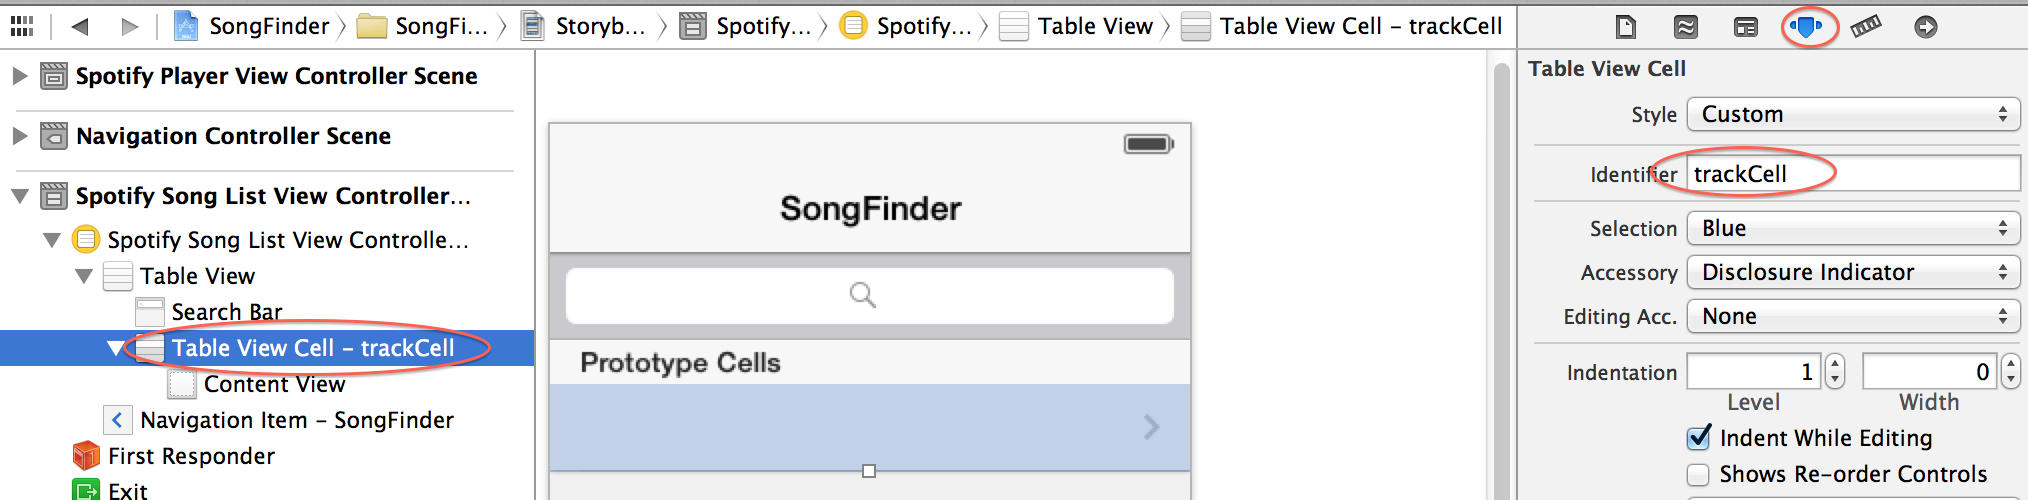 SongFinder SongFi... Storyb... Spotify... Spotify... Table View Table View Cell – trackCell
Spotify Player View Controller Scene
Navigation Controller Scene
Spotify Song List View Controller...
Spotify Song List View Controlle...
Table View
Search Bar
Table View Cell – trackCell
Content View
Navigation Item – SongFinder
First Responder
Exit
SongFinder
Prototype Cells
Table View Cell
Style Custom
Identifier trackCell
Selection Blue
Accessory Disclosure Indicator
Editing Acc. None
Indentation 1 0
Level Width
Indent While Editing
Shows Re-order Controls